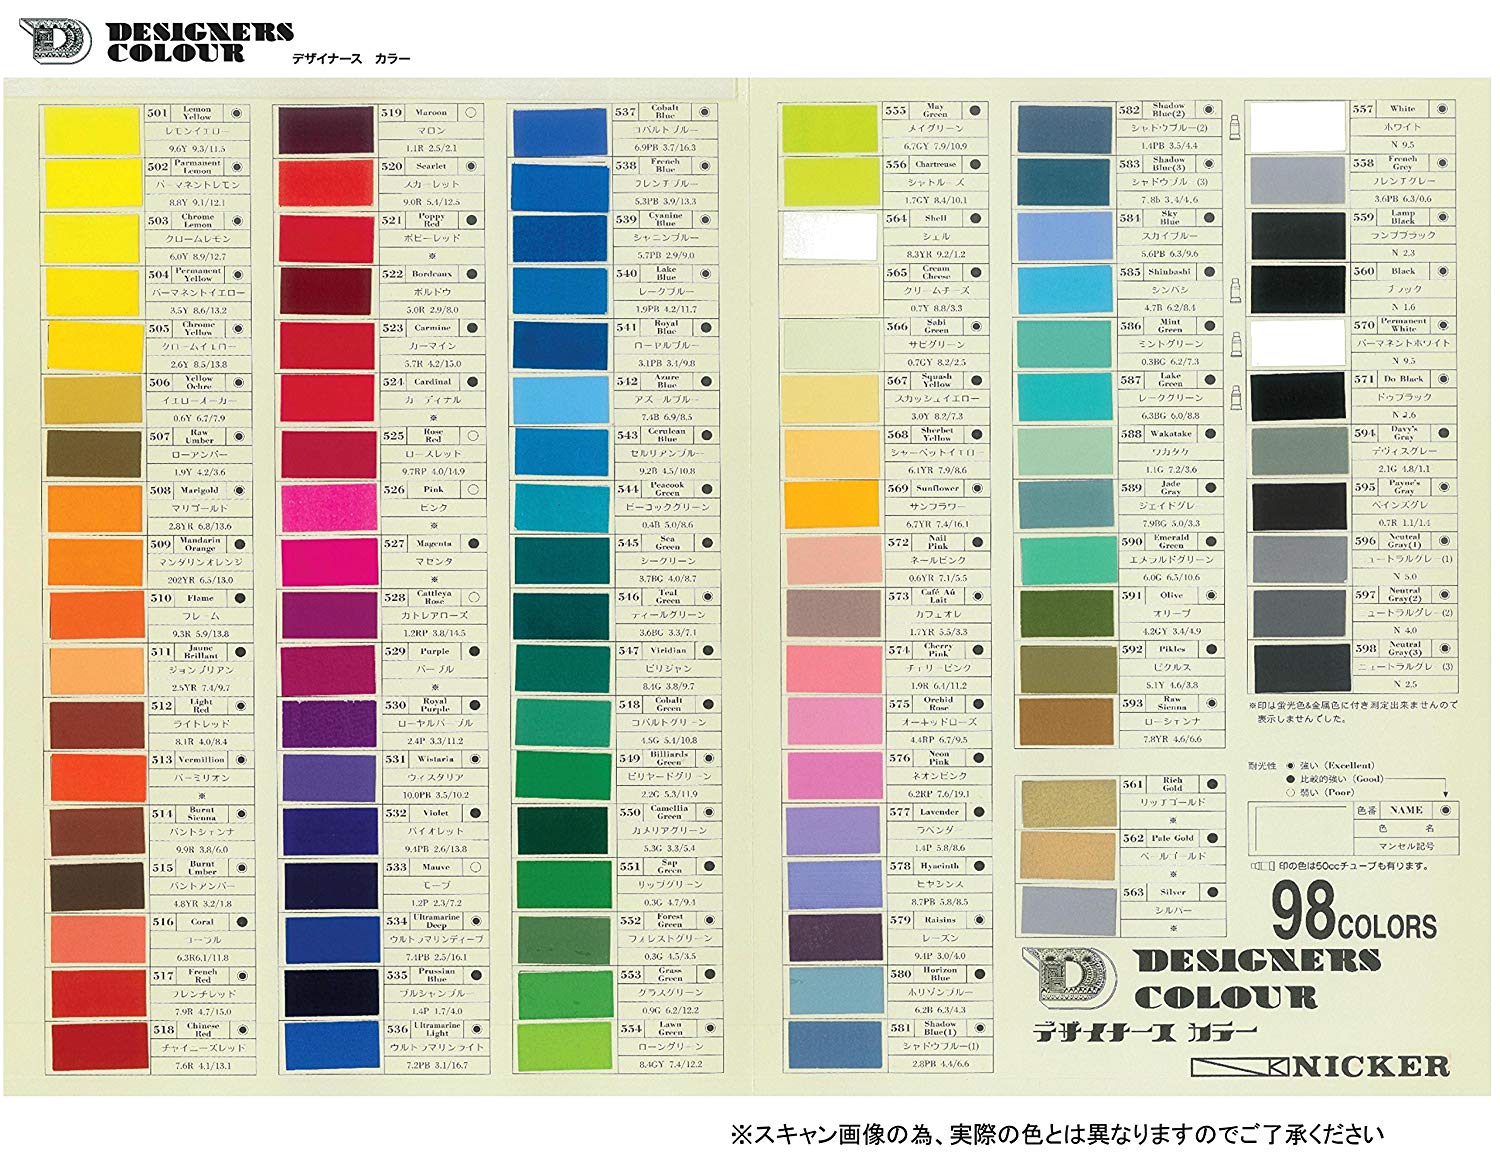 DESIGNERS
COLOUR
デザイナース カラー
501 Lemon Yellow
レモンイエロー
9.6Y 9.3/11.5
502 Parmanent Lemon
パーマネントレモン
8.8Y 9.1/12.1
503 Chrome Lemon
クロームレモン
6.0Y 8.9/12.7
504 Permanent Yellow
パーマネントイエロー
3.5Y 8.6/13.2
505 Chrome Yellow
クロームイエロー
2.6Y 8.5/13.8
506 Yellow Ochre
イエローオーカー
0.6Y 6.7/7.9
507 Raw Umber
ローアンバー
1.9Y 4.2/3.6
508 Marigold
マリゴールド
2.8YR 6.8/13.6
509 Mandarin Orange
マンダリンオレンジ
202YR 6.5/13.0
510 Flame
フレーム
9.3R 5.9/13.8
511 Jaune Brillant
ジョンブリアン
2.5YR 7.4/9.7
512 Light Red
ライトレッド
8.1R 4.0/8.4
513 Vermillion
バーミリオン
※
514 Burnt Sienna
バントシェンナ
9.9R 3.8/6.0
515 Burnt Umber
バントアンバー
4.8YR 3.2/1.8
516 Coral
コーラル
6.3R6.1/11.8
517 French Red
フレンチレッド
7.9R 4.7/15.0
518 Chinese Red
チャイニーズレッド
7.6R 4.1/13.1
519 Maroon
マロン
1.1R 2.5/2.1
520 Scarlet
スカーレット
9.0R 5.4/12.5
521 Poppy Red
ポピーレッド
※
522 Bordeaux
ボルドウ
5.0R 2.9/8.0
523 Carmine
カーマイン
5.7R 4.2/15.0
524 Cardinal
カーディナル
※
525 Rose Red
ローズレッド
9.7RP 4.0/14.9
526 Pink
ピンク
※
527 Magenta
マゼンタ
※
528 Cattleya Rose
カトレアローズ
1.2RP 3.8/14.5
529 Purple
パープル
※
530 Royal Purple
ローヤルパープル
2.4P 3.3/11.2
531 Wistaria
ウィスタリア
10.0PB 3.5/10.2
532 Violet
バイオレット
9.4PB 2.6/13.8
533 Mauve
モーブ
1.2P 2.3/7.2
534 Ultramarine Deep
ウルトラマリンディープ
7.4PB 2.5/16.1
535 Prussian Blue
プルシャンブルー
1.4P 1.7/4.0
536 Ultramarine Light
ウルトラマリンライト
7.2PB 3.1/16.7
537 Cobalt Blue
コバルトブルー
6.9PB 3.7/16.3
538 French Blue
フレンチブルー
5.3PB 3.9/13.3
539 Cyanine Blue
シャニンブルー
5.7PB 2.9/9.0
540 Lake Blue
レークブルー
1.9PB 4.2/11.7
541 Royal Blue
ローヤルブルー
3.1PB 3.4/9.8
542 Azure Blue
アズールブルー
7.4B 6.9/8.5
543 Cerulean Blue
セルリアンブルー
9.2B 4.5/10.8
544 Peacock Green
ピーコックグリーン
0.4B 5.0/8.6
545 Sea Green
シーグリーン
3.7BG 4.0/8.7
546 Teal Green
ティールグリーン
3.6BG 3.3/7.1
547 Viridian
ビリジャン
8.4G 3.8/9.7
548 Cobalt Green
コバルトグリーン
4.5G 5.4/10.8
549 Billiards Green
ビリヤードグリーン
2.2G 5.3/11.9
550 Camellia Green
カメリアグリーン
5.3G 3.3/5.4
551 Sap Green
リップグリーン
0.3G 4.7/9.4
552 Forest Green
フォレストグリーン
0.3G 4.5/3.5
553 Grass Green
グラスグリーン
0.9G 6.2/12.2
554 Lawn Green
ローングリーン
8.4GY 7.4/12.2
555 May Green
メイグリーン
6.7GY 7.9/10.9
556 Chartreuse
シャトルーズ
1.7GY 8.4/10.1
564 Shell
シェル
8.3YR 9.2/1.2
565 Cream Cheese
クリームチーズ
0.7Y 8.8/3.3
566 Sabi Green
サビグリーン
0.7GY 8.2/2.5
567 Squash Yellow
スカッシュイエロー
3.0Y 8.2/7.3
568 Sherbet Yellow
シャーベットイエロー
6.1YR 7.9/8.6
569 Sunflower
サンフラワー
6.7YR 7.4/16.1
572 Nail Pink
ネールピンク
0.6YR 7.1/5.5
573 Café Aú Lait
カフェオレ
1.7YR 5.5/3.3
574 Cherry Pink
チェリーピンク
1.9R 6.4/11.2
575 Orchid Rose
オーキッドローズ
4.4RP 6.7/9.5
576 Neon Pink
ネオンピンク
6.2RP 7.6/19.1
577 Lavender
ラベンダ
1.4P 5.8/8.6
578 Hyacinth
ヒヤシンス
8.7PB 5.8/8.5
579 Raisins
レーズン
9.4P 3.0/4.0
580 Horizon Blue
ホリゾンブルー
6.2B 6.3/4.3
581 Shadow Blue(1)
シャドウブルー(1)
2.8PB 4.4/6.6
582 Shadow Blue(2)
シャドウブルー(2)
1.4PB 3.5/4.4
583 Shadow Blue(3)
シャドウブル (3)
7.8b 3.4/4.6
584 Sky Blue
スカイブルー
5.6PB 6.3/9.6
585 Shinbashi
シンバシ
4.7B 6.2/8.4
586 Mint Green
ミントグリーン
0.3BG 6.2/7.3
587 Lake Green
レークグリーン
6.3BG 6.0/8.8
588 Wakatake
ワカタケ
1.1G 7.2/3.6
589 Jade Gray
ジェイドグレ
7.9BG 5.0/3.3
590 Emerald Green
エメラルドグリーン
6.0G 6.5/10.6
591 Olive
オリーブ
4.2GY 3.4/4.9
592 Pikles
ピクルス
5.1Y 4.6/3.8
593 Raw Sienna
ローシェンナ
7.8YR 4.6/6.6
561 Rich Gold
リッチゴールド
※
562 Pale Gold
ペールゴールド
※
563 Silver
シルバー
※
557 White
ホワイト
N 9.5
558 French Grey
フレンチグレー
3.6PB 6.3/0.6
559 Lamp Black
ランプブラック
N 2.3
560 Black
ブラック
N 1.6
570 Permanent White
パーマネントホワイト
N 9.5
571 Do Black
ドゥブラック
N 2.6
594 Davy's Gray
デヴィスグレー
2.1G 4.8/1.1
595 Payne's Gray
ペインズグレ
0.7R 1.1/1.4
596 Neutral Gray(1)
ニュートラルグレー(1)
N 5.0
597 Neutral Gray(2)
ニュートラルグレー(2)
N 4.0
598 Neutral Gray(3)
ニュートラルグレー(3)
N 2.5
※印は蛍光色&金属色に付き測定出来ませんので
表示しませんでした。
耐光性 ◉ 強い (Excellent)
● 比較的強い (Good)
○ 弱い (Poor)
色番 NAME ◉
色 名
マンセル記号
印の色は50ccチューブも有ります。
98COLORS
DESIGNERS
COLOUR
デザイナース カラー
NICKER
※スキャン画像の為、実際の色とは異なりますのでご了承ください